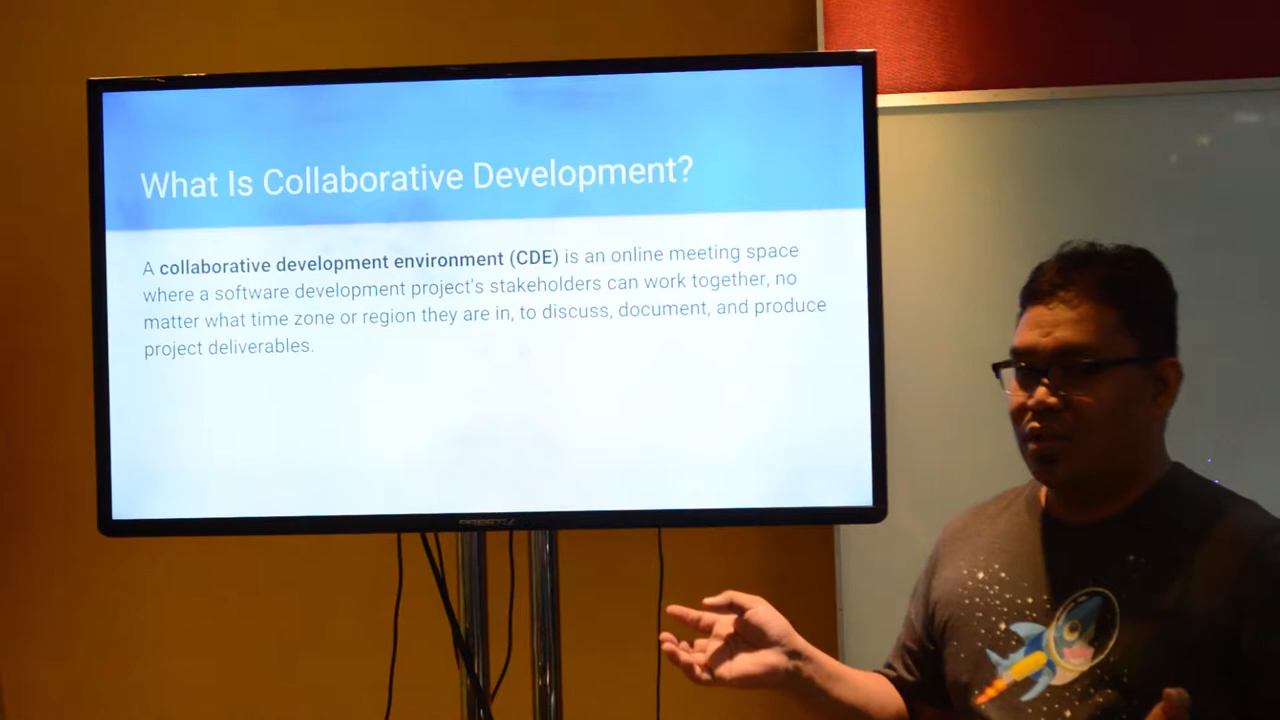 What Is Collaborative Development?
A collaborative development environment (CDE) is an online meeting space
where a software development project's stakeholders can work together, no
matter what time zone or region they are in, to discuss, document, and produce
project deliverables.